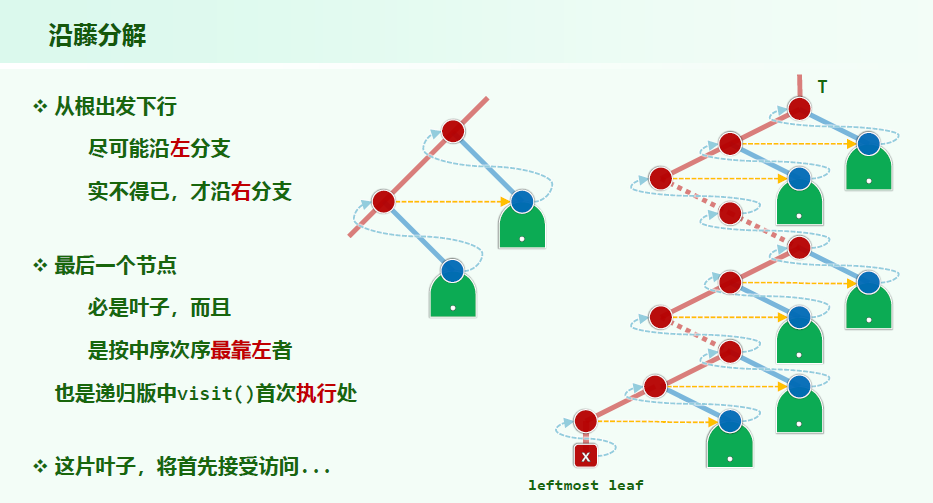 沿藤分解
❖ 从根出发下行
尽可能沿左分支
实不得已，才沿右分支
❖ 最后一个节点
必是叶子，而且
是按中序次序最靠左者
也是递归版中visit()首次执行处
❖ 这片叶子，将首先接受访问...
T
x
leftmost leaf